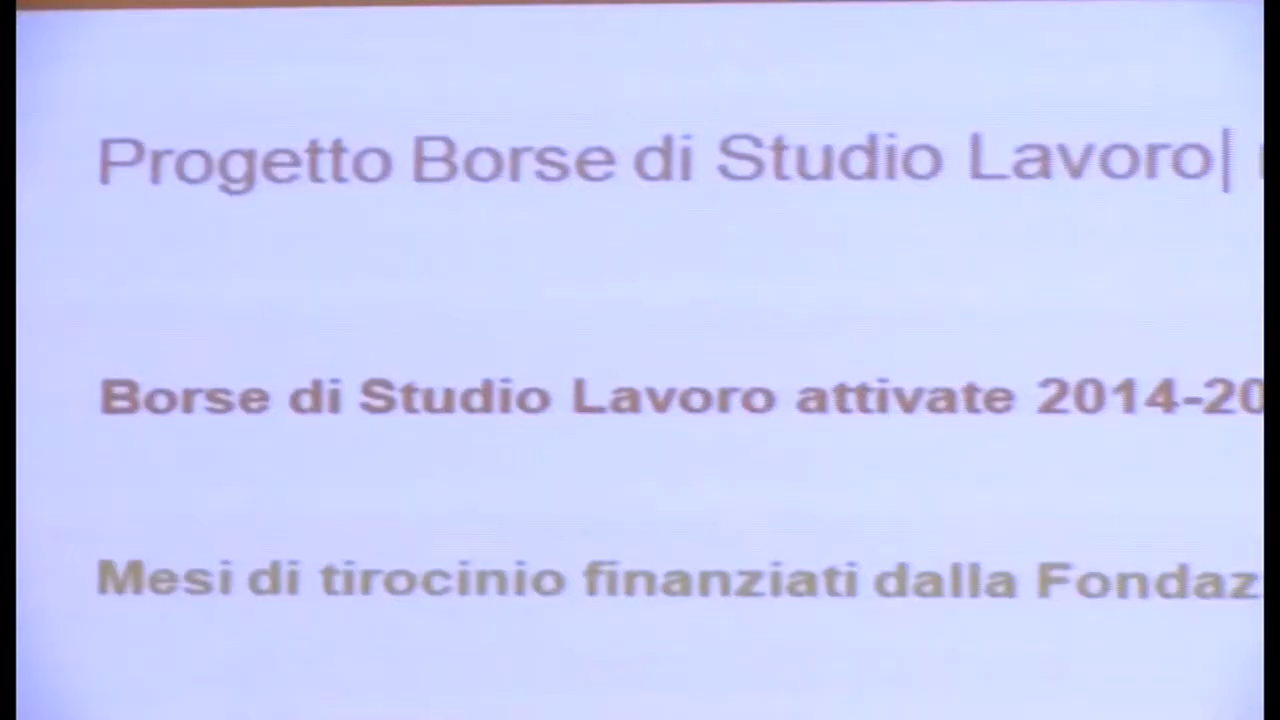 Progetto Borse di Studio Lavoro|
Borse di Studio Lavoro attivate 2014-20
Mesi di tirocinio finanziati dalla Fondaz